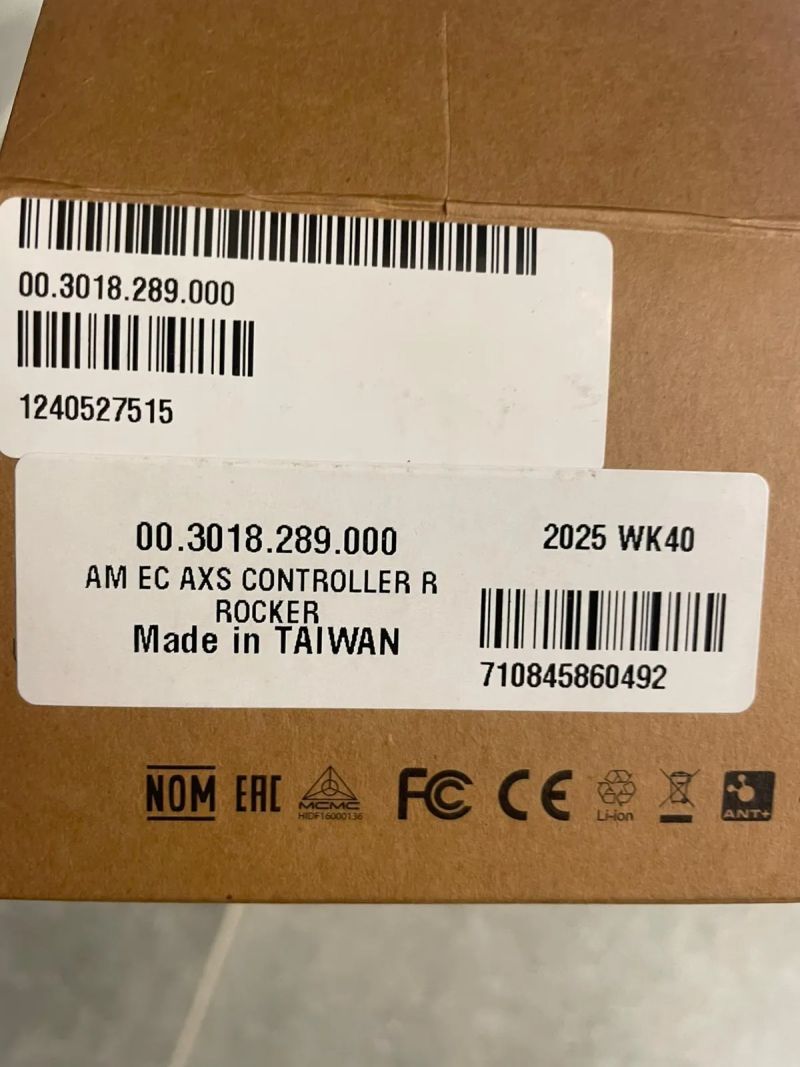 00.3018.289.000
1240527515
00.3018.289.000
2025 WK40
AM EC AXS CONTROLLER R
ROCKER
Made in TAIWAN
710845860492
NOM EAC MCMC FC CE Li-ion ANT+
HIDF16000136